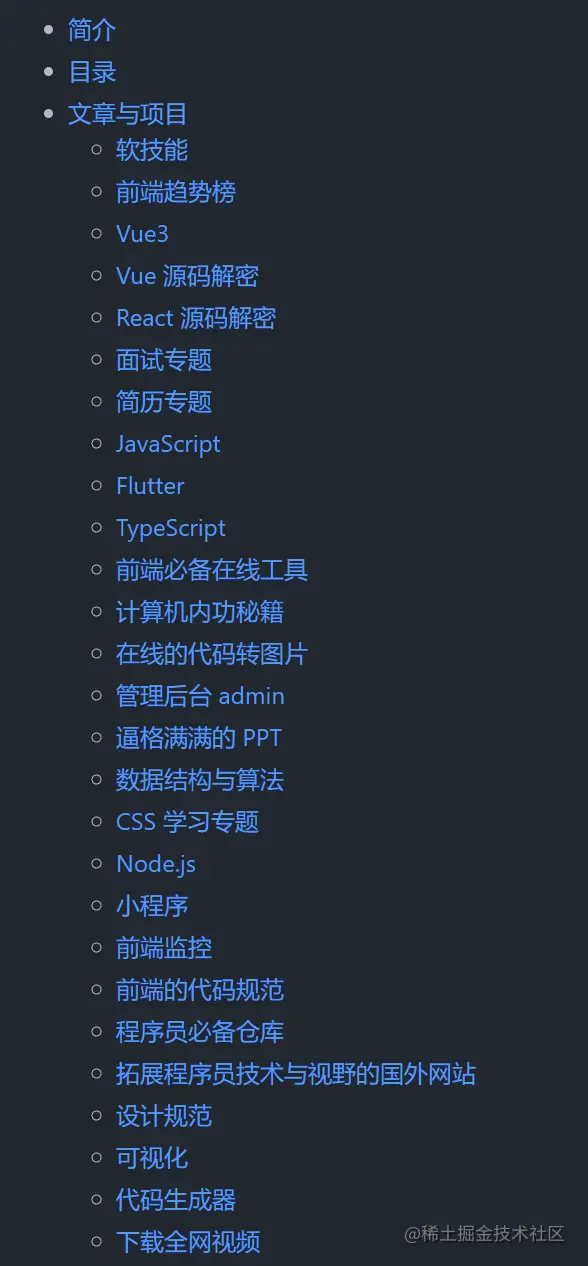 简介
目录
文章与项目
软技能
前端趋势榜
Vue3
Vue 源码解密
React 源码解密
面试专题
简历专题
JavaScript
Flutter
TypeScript
前端必备在线工具
计算机内功秘籍
在线的代码转图片
管理后台 admin
逼格满满的 PPT
数据结构与算法
CSS 学习专题
Node.js
小程序
前端监控
前端的代码规范
程序员必备仓库
拓展程序员技术与视野的国外网站
设计规范
可视化
代码生成器
下载全网视频
@稀土掘金技术社区